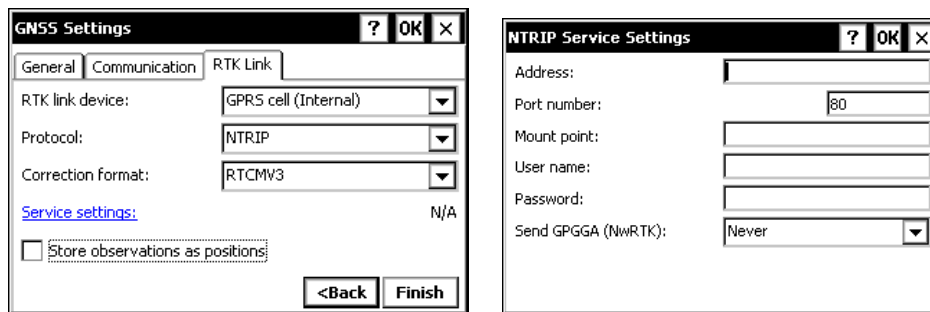 GNSS Settings ? OK ×
General Communication RTK Link
RTK link device: GPRS cell (Internal)
Protocol: NTRIP
Correction format: RTCMV3
Service settings: N/A
Store observations as positions
<Back Finish
NTRIP Service Settings ? OK ×
Address:
Port number: 80
Mount point:
User name:
Password:
Send GPGGA (NwRTK): Never